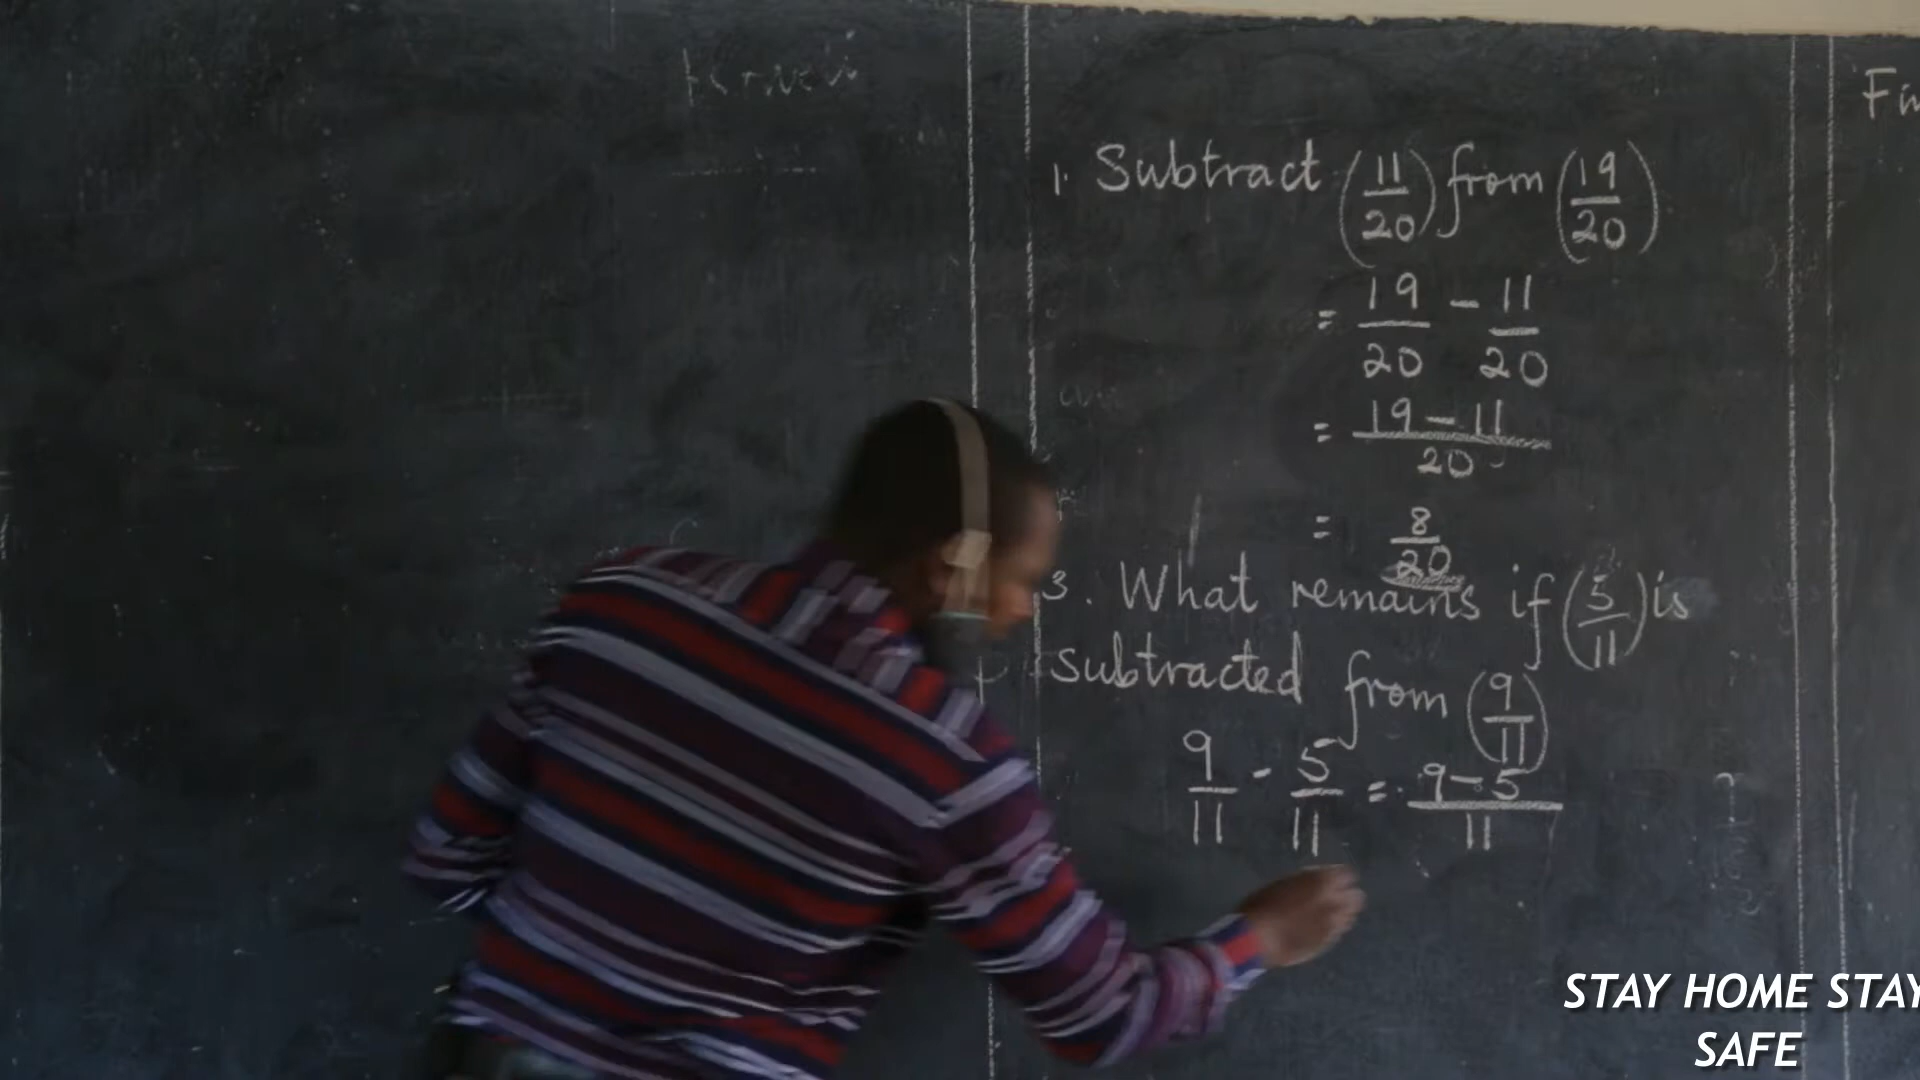 1. Subtract (11/20) from (19/20)
= 19/20 - 11/20
= 19-11/20
= 8/20
3. What remains if (5/11) is
subtracted from (9/11)
9/11 - 5/11 = 9-5/11
STAY HOME STAY
SAFE